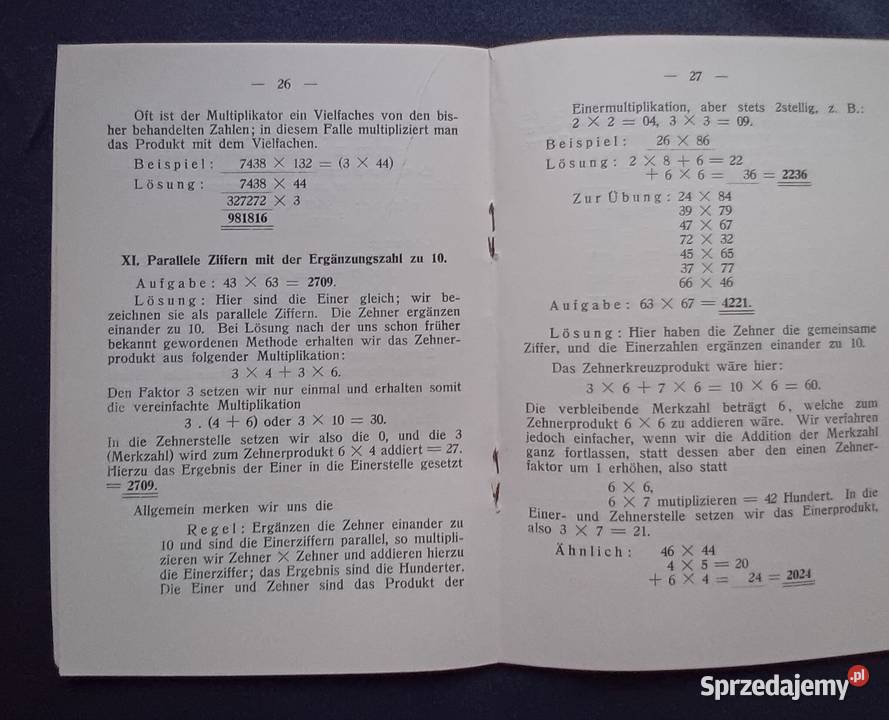 — 26 —
Oft ist der Multiplikator ein Vielfaches von den bis-
her behandelten Zahlen; in diesem Falle multipliziert man
das Produkt mit dem Vielfachen.
Beispiel: 7438 × 132 = (3 × 44)
Lösung: 7438 × 44
327272 × 3
981816
XI. Parallele Ziffern mit der Ergänzungszahl zu 10.
Aufgabe: 43 × 63 = 2709.
Lösung: Hier sind die Einer gleich; wir be-
zeichnen sie als parallele Ziffern. Die Zehner ergänzen
einander zu 10. Bei Lösung nach der uns schon früher
bekannt gewordenen Methode erhalten wir das Zehner-
produkt aus folgender Multiplikation:
3 × 4 + 3 × 6.
Den Faktor 3 setzen wir nur einmal und erhalten somit
die vereinfachte Multiplikation
3 . (4 + 6) oder 3 × 10 = 30.
In die Zehnerstelle setzen wir also die 0, und die 3
(Merkzahl) wird zum Zehnerprodukt 6 × 4 addiert = 27.
Hierzu das Ergebnis der Einer in die Einerstelle gesetzt
= 2709.
Allgemein merken wir uns die
Regel: Ergänzen die Zehner einander zu
10 und sind die Einerziffern parallel, so multipli-
zieren wir Zehner × Zehner und addieren hierzu
die Einerziffer; das Ergebnis sind die Hunderter.
Die Einer und Zehner sind das Produkt der
— 27 —
Einermultiplikation, aber stets 2stellig, z. B.:
2 × 2 = 04, 3 × 3 = 09.
Beispiel: 26 × 86
Lösung: 2 × 8 + 6 = 22
+ 6 × 6 = 36 = 2236
Zur Übung: 24 × 84
39 × 79
47 × 67
72 × 32
45 × 65
37 × 77
66 × 46
Aufgabe: 63 × 67 = 4221.
Lösung: Hier haben die Zehner die gemeinsame
Ziffer, und die Einerzahlen ergänzen einander zu 10.
Das Zehnerkreuzprodukt wäre hier:
3 × 6 + 7 × 6 = 10 × 6 = 60.
Die verbleibende Merkzahl beträgt 6, welche zum
Zehnerprodukt 6 × 6 zu addieren wäre. Wir verfahren
jedoch einfacher, wenn wir die Addition der Merkzahl
ganz fortlassen, statt dessen aber den einen Zehner-
faktor um 1 erhöhen, also statt
6 × 6,
6 × 7 mutiplizieren = 42 Hundert. In die
Einer- und Zehnerstelle setzen wir das Einerprodukt,
also 3 × 7 = 21.
Ähnlich: 46 × 44
4 × 5 = 20
+ 6 × 4 = 24 = 2024
Sprzedajemy.pl